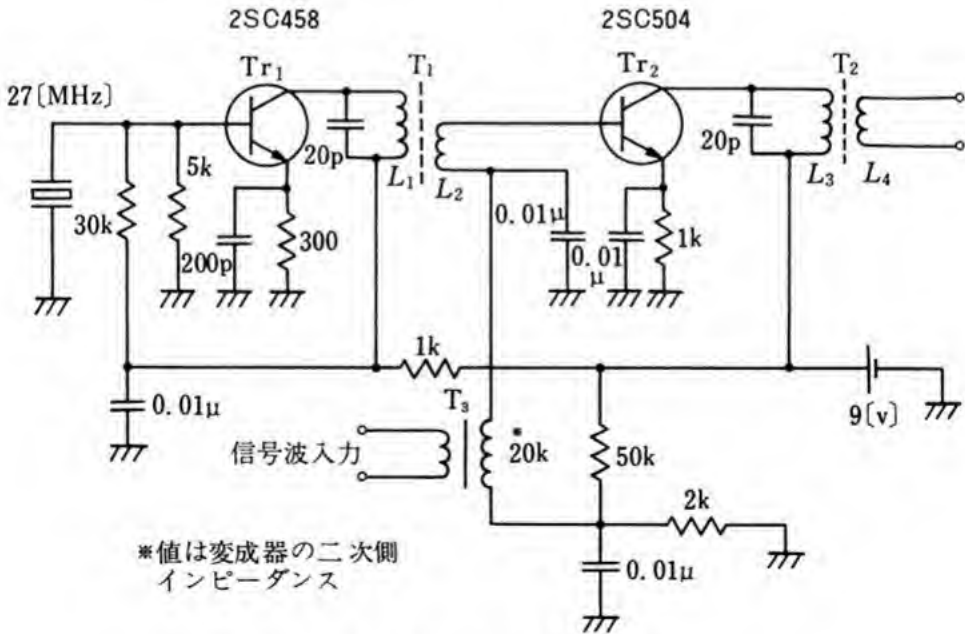 2SC458
2SC504
Tr₁
T₁
Tr₂
T₂
27〔MHz〕
5k
20p
20p
L₁
L₂
L₃
L₄
30k
200p
300
0.01μ
0.01
μ
1k
1k
0.01μ
T₃
9〔v〕
信号波入力
*
20k
50k
2k
※値は変成器の二次側
インピーダンス
0.01μ